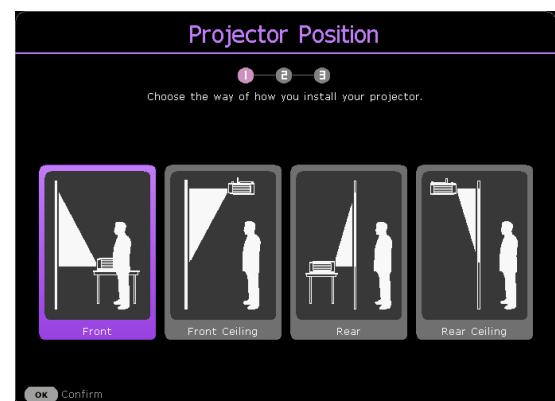 Projector Position
1 2 3
Choose the way of how you install your projector.
Front Front Ceiling Rear Rear Ceiling
OK Confirm